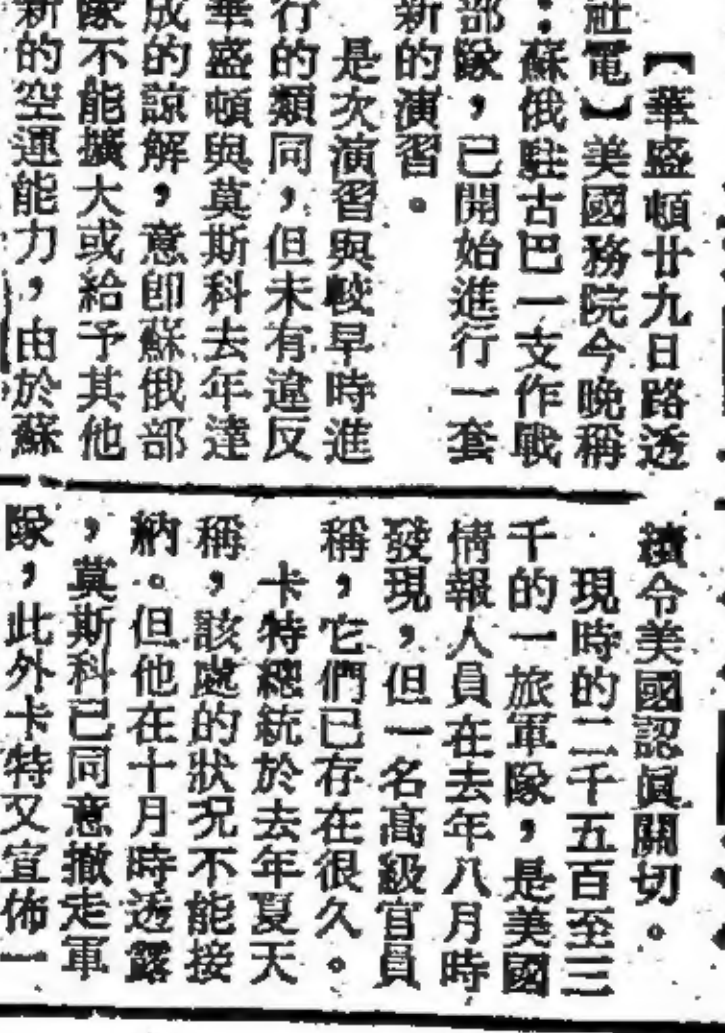 【華盛頓廿九日路透
社電】美國務院今晚稱
：蘇俄駐古巴一支作戰
部隊，已開始進行一套
新的演習。
是次演習與較早時進
行的類同，但未有違反
華盛頓與莫斯科去年達
成的諒解，意卽蘇俄部
隊不能擴大或給予其他
新的空運能力，由於蘇
續令美國認眞關切。
現時的二千五百至三
千的一旅軍隊，是美國
情報人員在去年八月時
發現，但一名高級官員
稱，它們已存在很久。
卡特總統於去年夏天
稱，該處的狀況不能接
納。但他在十月時透露
，莫斯科已同意撤走軍
隊，此外卡特又宣佈一